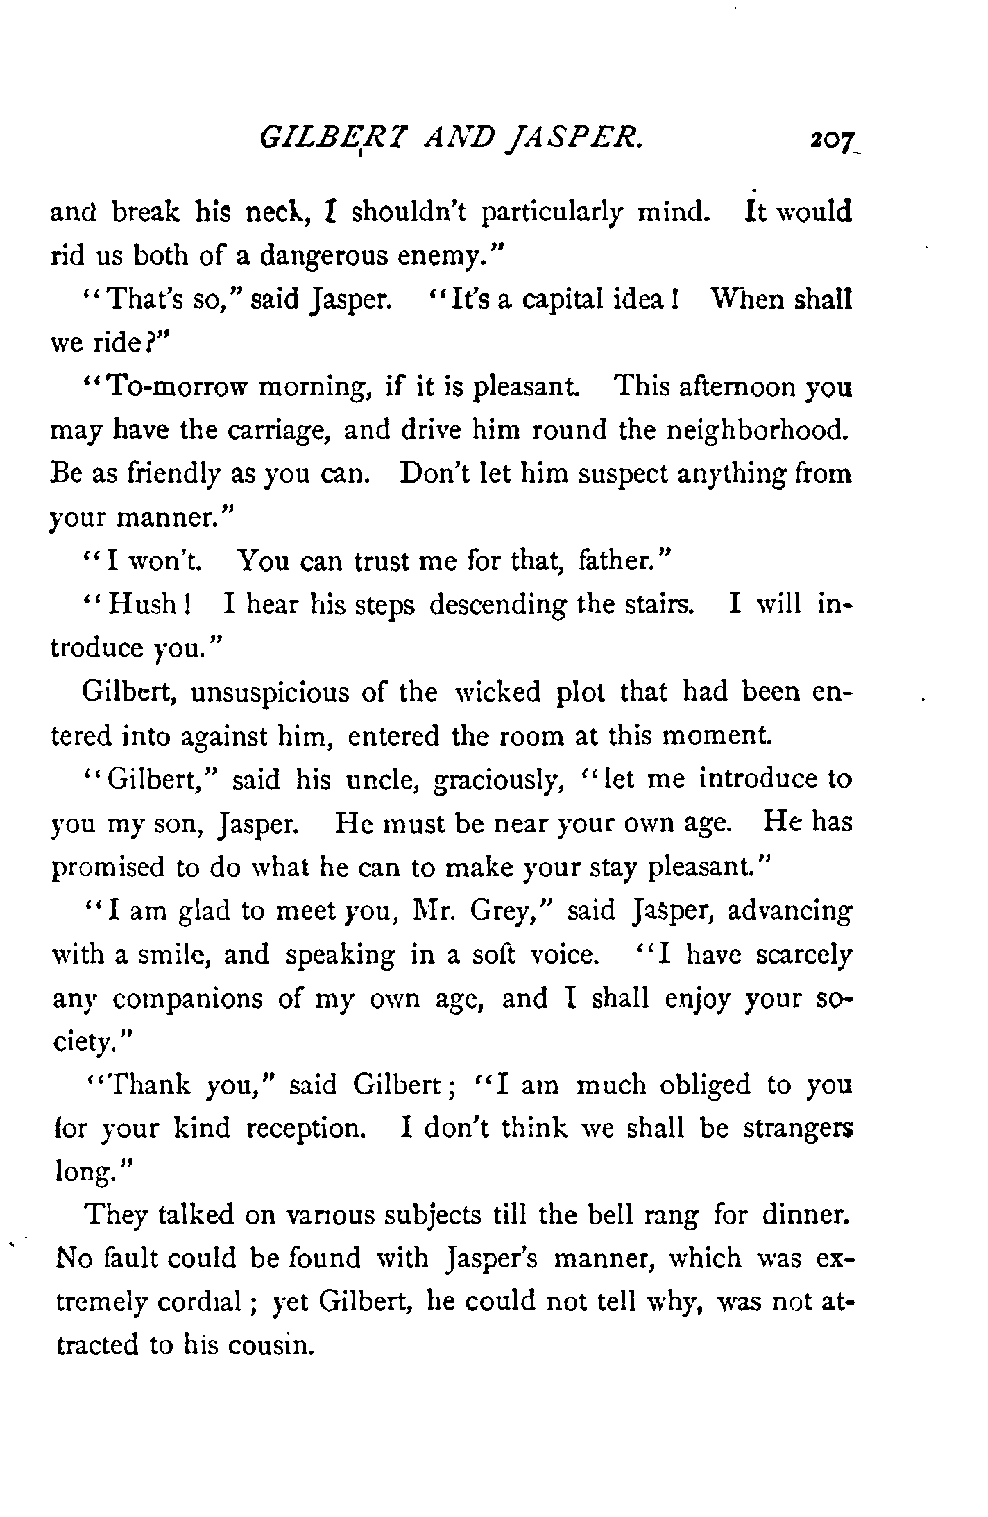 GILBERT AND JASPER. 207
and break his neck, I shouldn't particularly mind. It would
rid us both of a dangerous enemy."
"That's so," said Jasper. "It's a capital idea! When shall
we ride?"
"To-morrow morning, if it is pleasant. This afternoon you
may have the carriage, and drive him round the neighborhood.
Be as friendly as you can. Don't let him suspect anything from
your manner."
"I won't. You can trust me for that, father."
"Hush! I hear his steps descending the stairs. I will in-
troduce you."
Gilbert, unsuspicious of the wicked plot that had been en-
tered into against him, entered the room at this moment.
"Gilbert," said his uncle, graciously, "let me introduce to
you my son, Jasper. He must be near your own age. He has
promised to do what he can to make your stay pleasant."
"I am glad to meet you, Mr. Grey," said Jasper, advancing
with a smile, and speaking in a soft voice. "I have scarcely
any companions of my own age, and I shall enjoy your so-
ciety."
"Thank you," said Gilbert; "I am much obliged to you
for your kind reception. I don't think we shall be strangers
long."
They talked on various subjects till the bell rang for dinner.
No fault could be found with Jasper's manner, which was ex-
tremely cordial; yet Gilbert, he could not tell why, was not at-
tracted to his cousin.